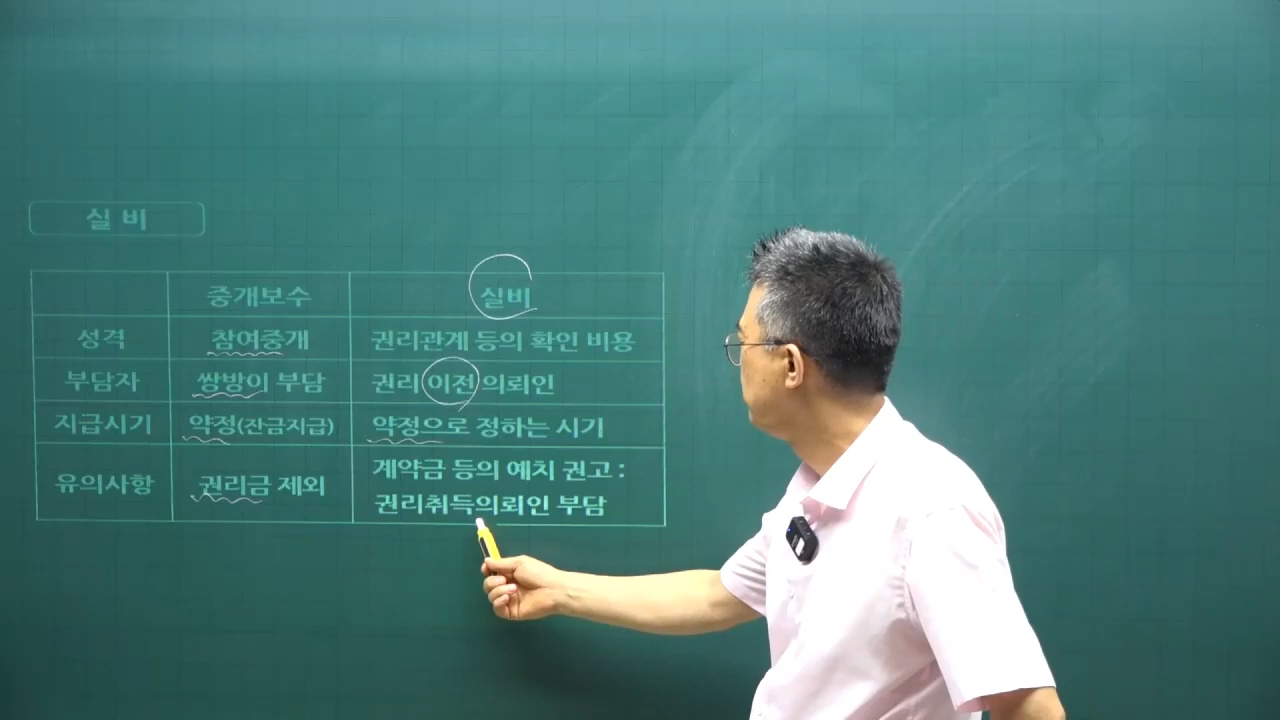 실 비
중개보수 실비
성격 참여중개 권리관계 등의 확인 비용
부담자 쌍방이 부담 권리 이전 의뢰인
지급시기 약정(잔금지급) 약정으로 정하는 시기
유의사항 권리금 제외 계약금 등의 예치 권고 :
권리취득의뢰인 부담